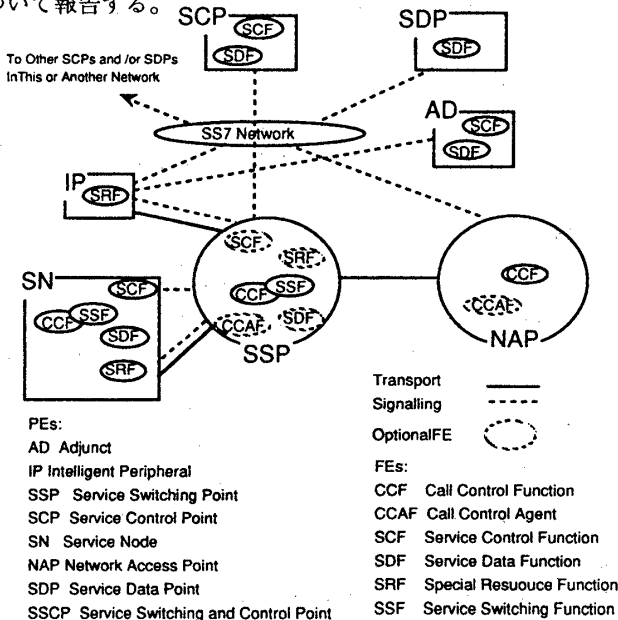 ついて報告する。
SCP
SCF
SDF
SDP
SDF
To Other SCPs and /or SDPs
InThis or Another Network
SS7 Network
AD
SCF
SDF
IP
SRF
SCF
SRF
CCF SSF
CCAF SDF
SSP
CCF
CCAF
NAP
SN
SCF
CCF SSF
SDF
SRF
Transport
Signalling
OptionalFE
PEs:
AD Adjunct
IP Intelligent Peripheral
SSP Service Switching Point
SCP Service Control Point
SN Service Node
NAP Network Access Point
SDP Service Data Point
SSCP Service Switching and Control Point
FEs:
CCF Call Control Function
CCAF Call Control Agent
SCF Service Control Function
SDF Service Data Function
SRF Special Resuouce Function
SSF Service Switching Function